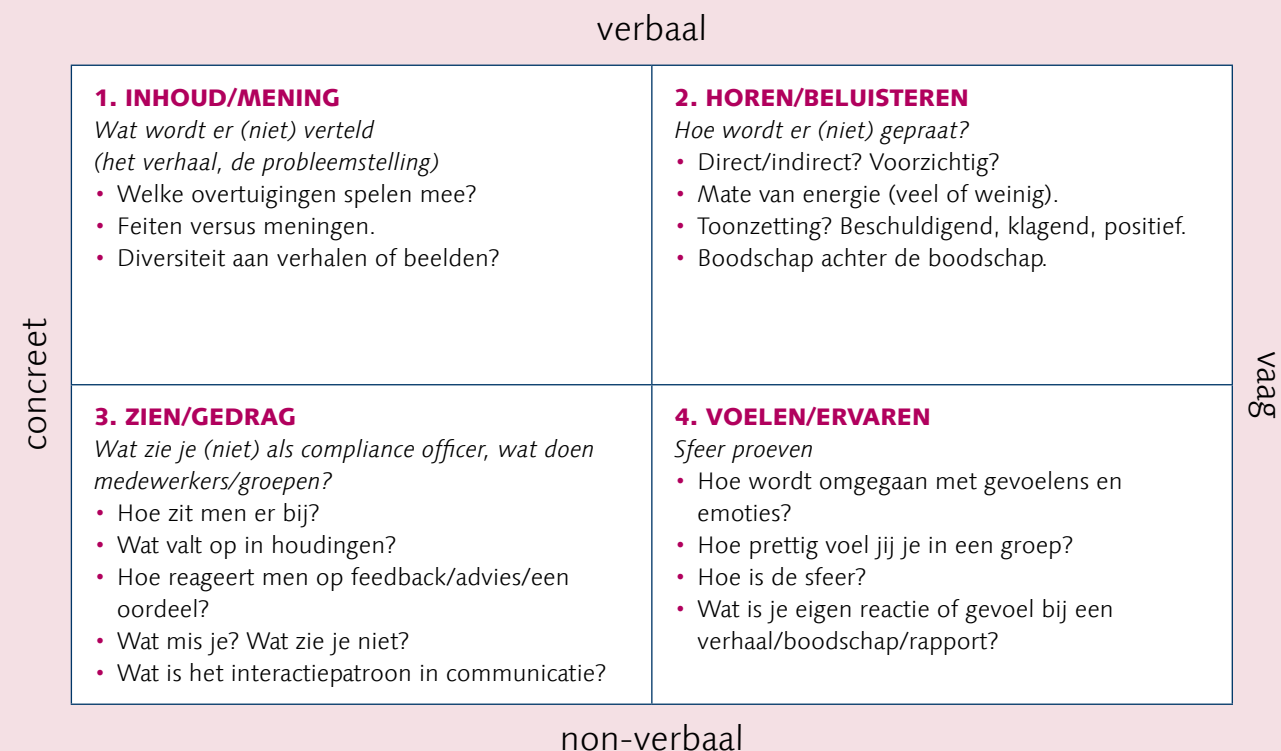 verbaal
concreet
1. INHOUD/MENING
Wat wordt er (niet) verteld
(het verhaal, de probleemstelling)
• Welke overtuigingen spelen mee?
• Feiten versus meningen.
• Diversiteit aan verhalen of beelden?
2. HOREN/BELUISTEREN
Hoe wordt er (niet) gepraat?
• Direct/indirect? Voorzichtig?
• Mate van energie (veel of weinig).
• Toonzetting? Beschuldigend, klagend, positief.
• Boodschap achter de boodschap.
vaag
3. ZIEN/GEDRAG
Wat zie je (niet) als compliance officer, wat doen
medewerkers/groepen?
• Hoe zit men er bij?
• Wat valt op in houdingen?
• Hoe reageert men op feedback/advies/een
oordeel?
• Wat mis je? Wat zie je niet?
• Wat is het interactiepatroon in communicatie?
4. VOELEN/ERVAREN
Sfeer proeven
• Hoe wordt omgegaan met gevoelens en
emoties?
• Hoe prettig voel jij je in een groep?
• Hoe is de sfeer?
• Wat is je eigen reactie of gevoel bij een
verhaal/boodschap/rapport?
non-verbaal